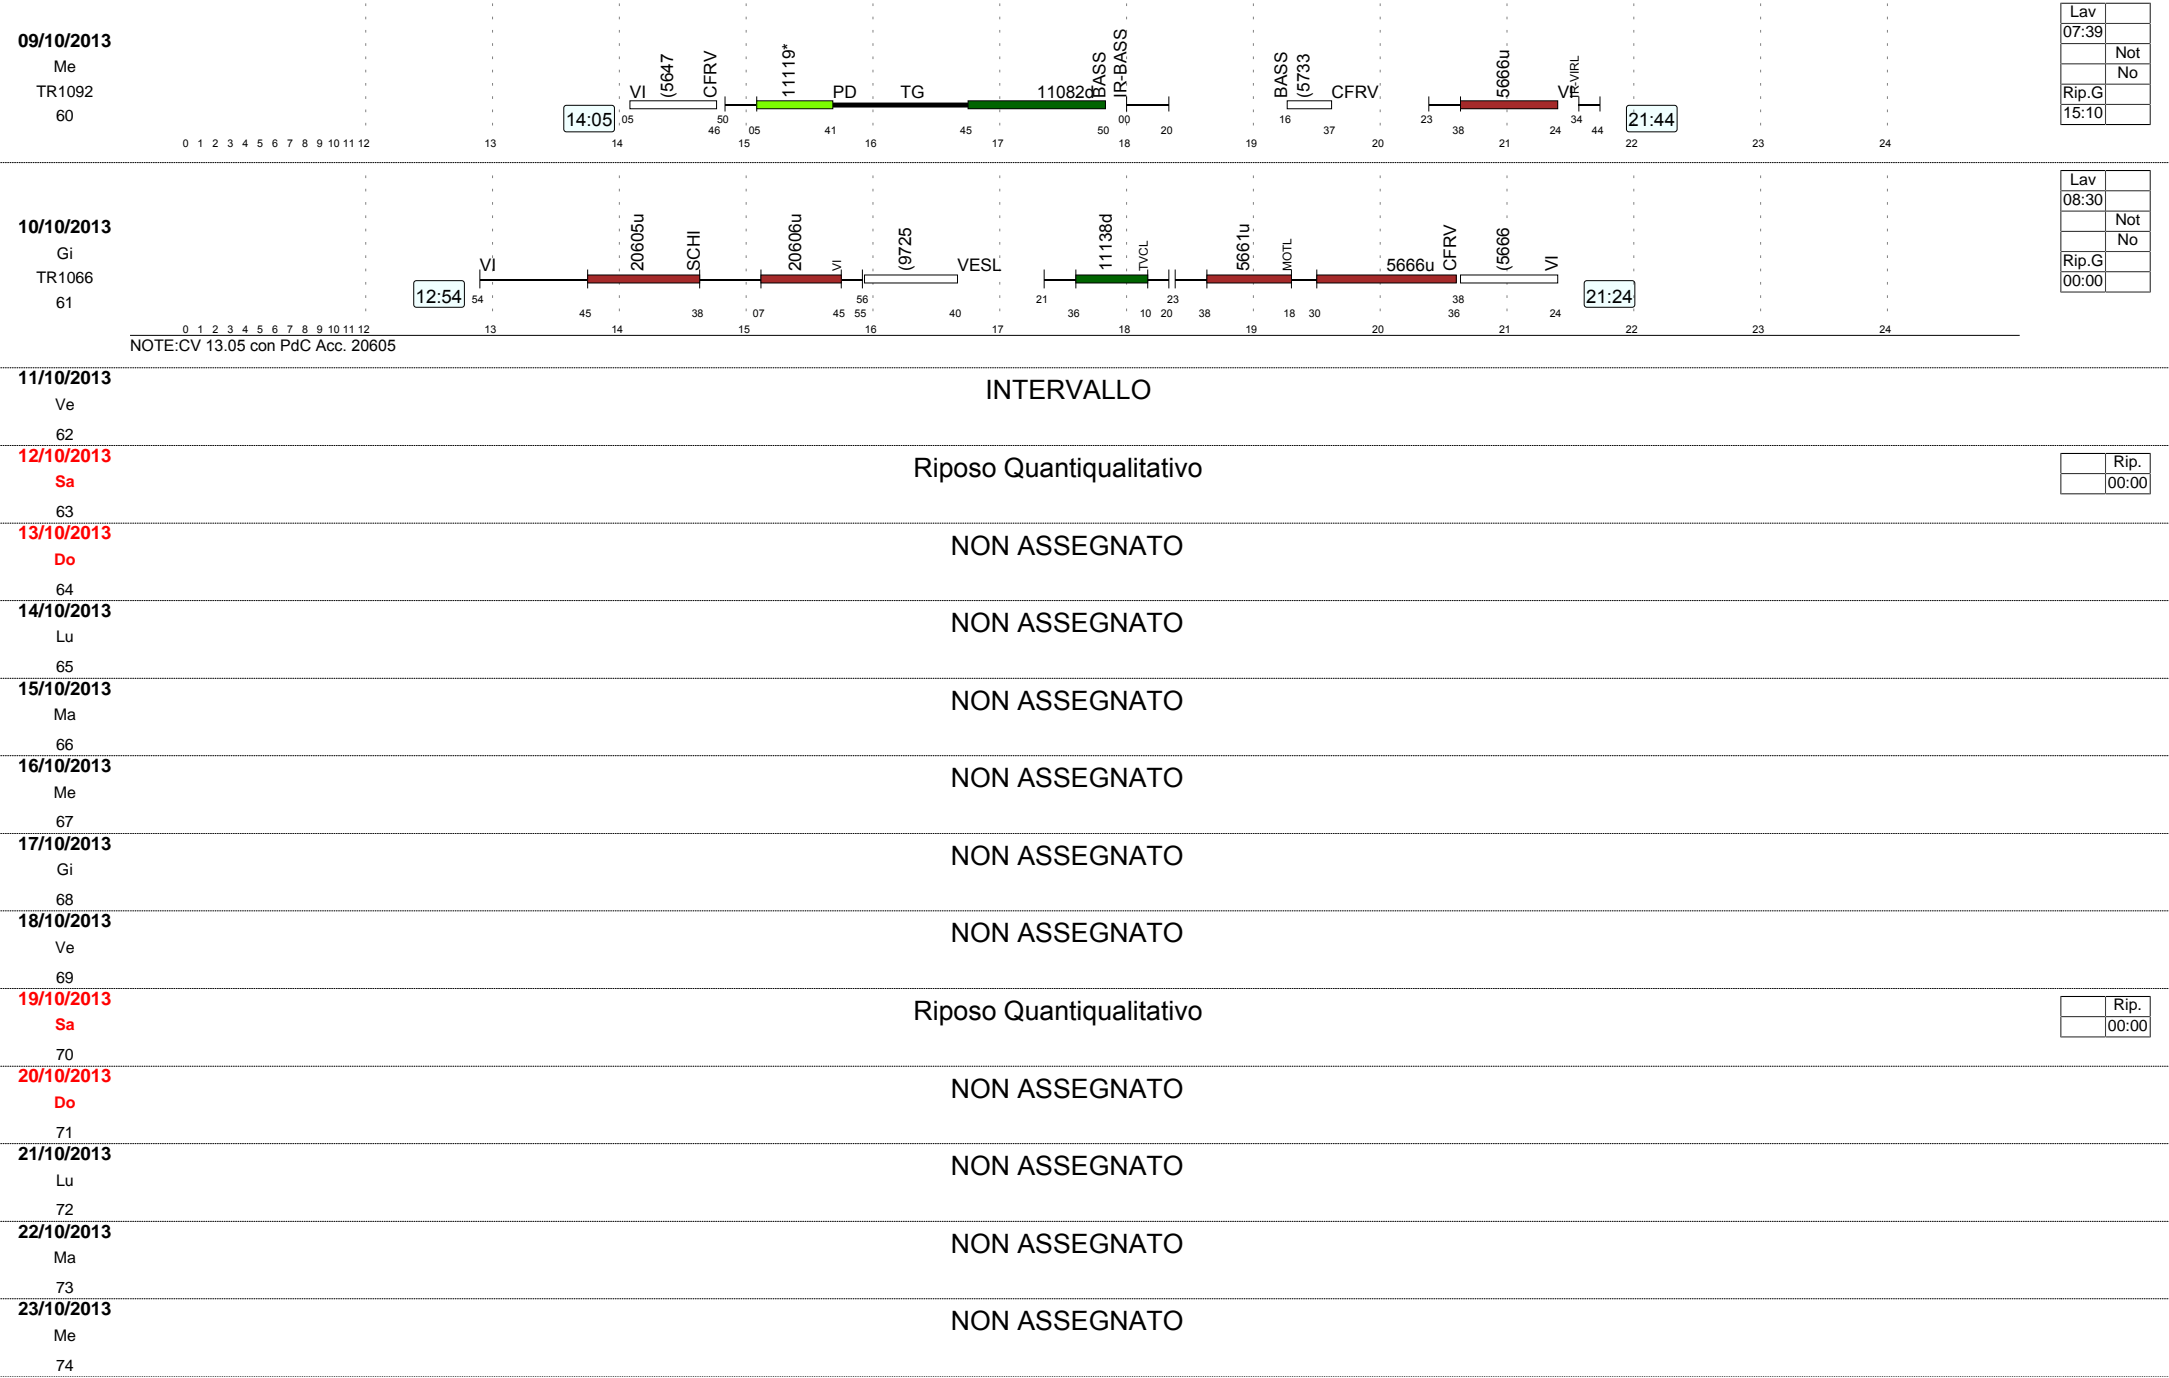 09/10/2013
Me
TR1092
60
14:05
VI (5647 CFRV 11119* PD TG 11082d BASS IR-BASS BASS (5733 CFRV 5666u VI IR-VIRL
21:44
05 46 50 05 41 45 50 00 20 16 37 23 38 24 34 44
0 1 2 3 4 5 6 7 8 9 10 11 12 13 14 15 16 17 18 19 20 21 22 23 24
Lav
07:39
Not
No
Rip.G
15:10
10/10/2013
Gi
TR1066
61
12:54
VI 20605u SCHI 20606u VI (9725 VESL 11138d TVCL 5661u MOTL 5666u CFRV (5666 VI
21:24
54 45 38 07 45 55 56 40 21 36 10 20 23 38 18 30 36 38 24
0 1 2 3 4 5 6 7 8 9 10 11 12 13 14 15 16 17 18 19 20 21 22 23 24
Lav
08:30
Not
No
Rip.G
00:00
NOTE:CV 13.05 con PdC Acc. 20605
11/10/2013
Ve
62
INTERVALLO
12/10/2013
Sa
63
Riposo Quantiqualitativo
Rip.
00:00
13/10/2013
Do
64
NON ASSEGNATO
14/10/2013
Lu
65
NON ASSEGNATO
15/10/2013
Ma
66
NON ASSEGNATO
16/10/2013
Me
67
NON ASSEGNATO
17/10/2013
Gi
68
NON ASSEGNATO
18/10/2013
Ve
69
NON ASSEGNATO
19/10/2013
Sa
70
Riposo Quantiqualitativo
Rip.
00:00
20/10/2013
Do
71
NON ASSEGNATO
21/10/2013
Lu
72
NON ASSEGNATO
22/10/2013
Ma
73
NON ASSEGNATO
23/10/2013
Me
74
NON ASSEGNATO